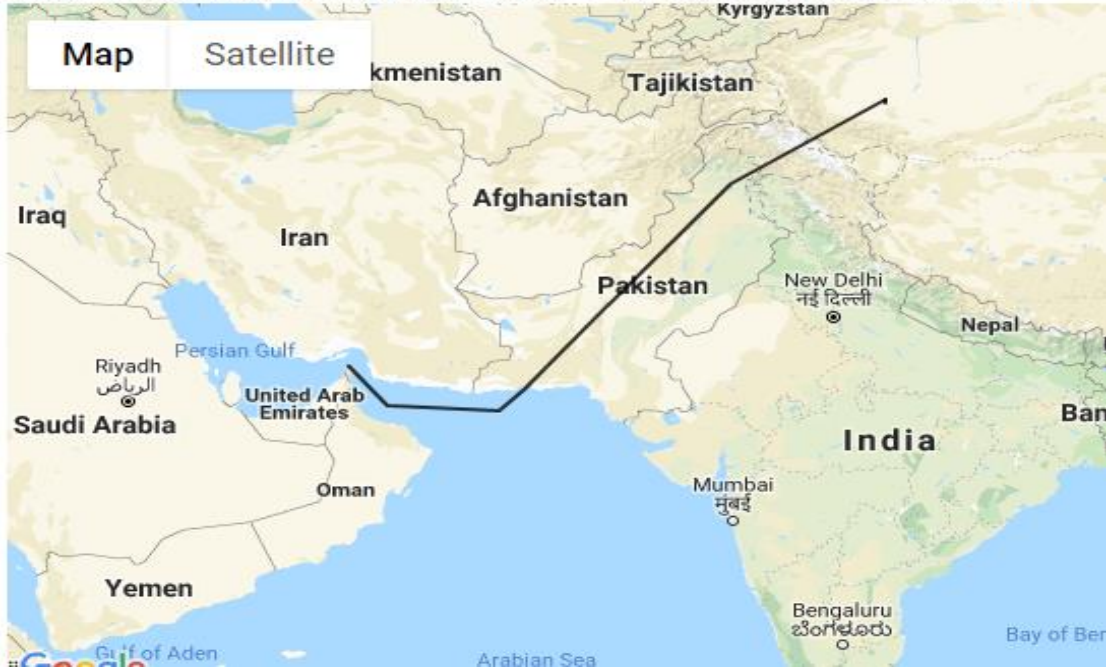 Kyrgyzstan
Map
Satellite
kmenistan
Tajikistan
Afghanistan
Iraq
Iran
Pakistan
New Delhi
नई दिल्ली
Nepal
Persian Gulf
Riyadh
الرياض
United Arab
Emirates
Saudi Arabia
Ban
India
Oman
Mumbai
मुंबई
Yemen
Bengaluru
ಬೆಂಗಳೂರು
Bay of Ben
Gulf of Aden
Google
Arabian Sea